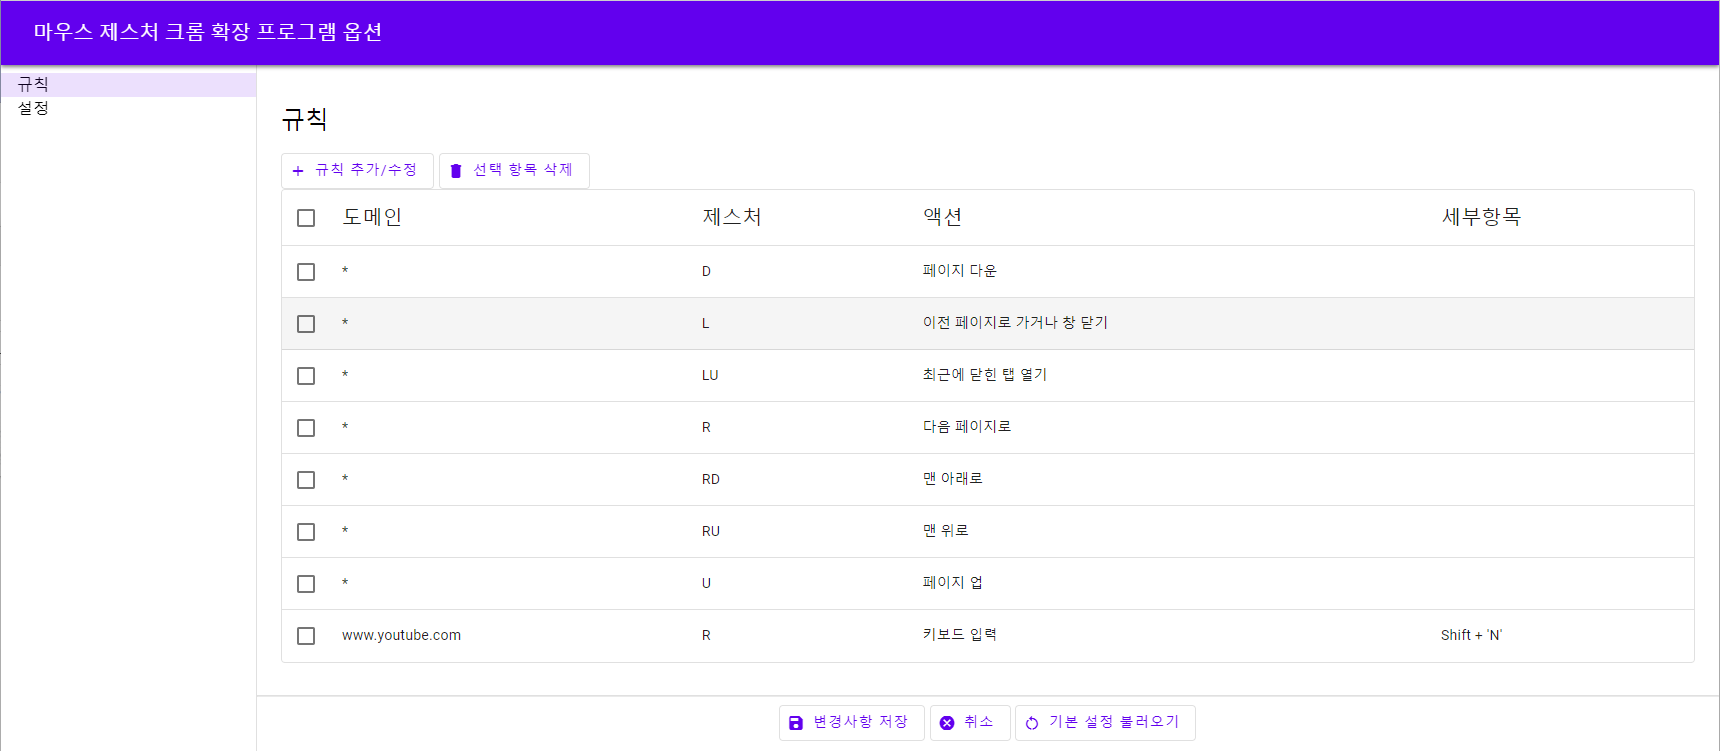 마우스 제스처 크롬 확장 프로그램 옵션
규칙
설정
규칙
+ 규칙 추가/수정 선택 항목 삭제
도메인 제스처 액션 세부항목
* D 페이지 다운
* L 이전 페이지로 가거나 창 닫기
* LU 최근에 닫힌 탭 열기
* R 다음 페이지로
* RD 맨 아래로
* RU 맨 위로
* U 페이지 업
www.youtube.com R 키보드 입력 Shift + 'N'
변경사항 저장 취소 기본 설정 불러오기